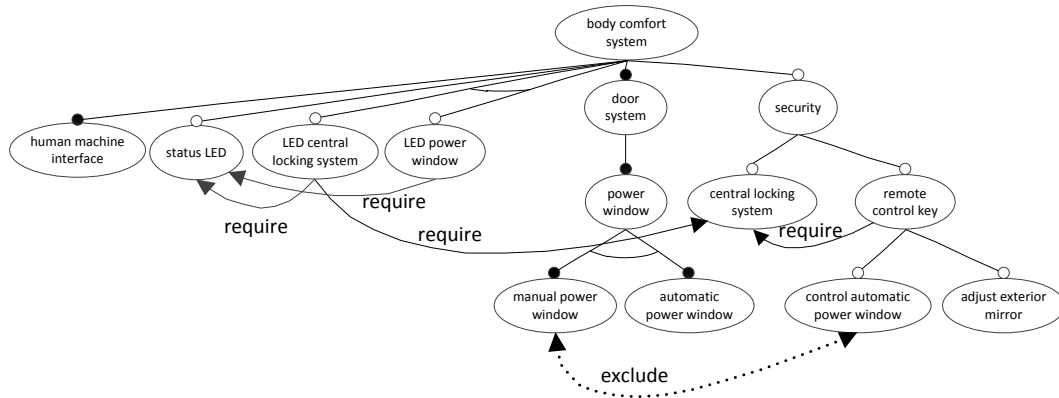 body comfort
system
door
system
security
human machine
interface
status LED
LED central
locking system
LED power
window
power
window
central locking
system
remote
control key
require
require
require
require
manual power
window
automatic
power window
control automatic
power window
adjust exterior
mirror
exclude